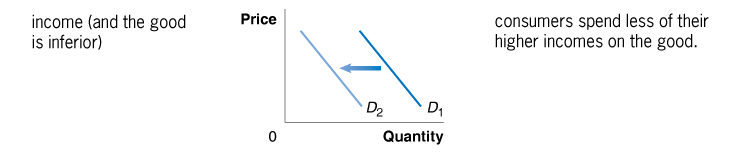 income (and the good
is inferior)
Price
D2
D1
0
Quantity
consumers spend less of their
higher incomes on the good.